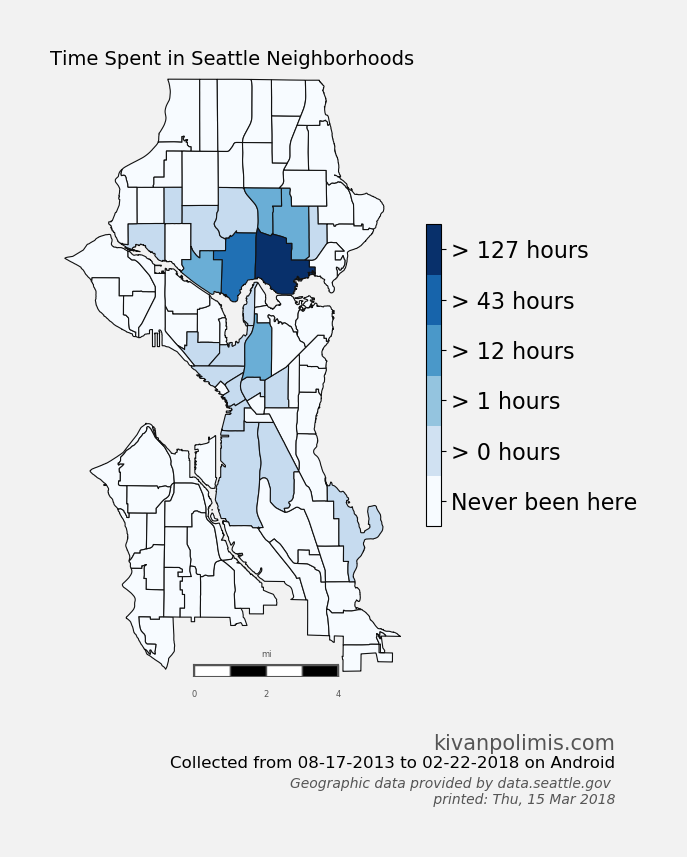 Time Spent in Seattle Neighborhoods
> 127 hours
> 43 hours
> 12 hours
> 1 hours
> 0 hours
Never been here
mi
0 2 4
kivanpolimis.com
Collected from 08-17-2013 to 02-22-2018 on Android
Geographic data provided by data.seattle.gov
printed: Thu, 15 Mar 2018